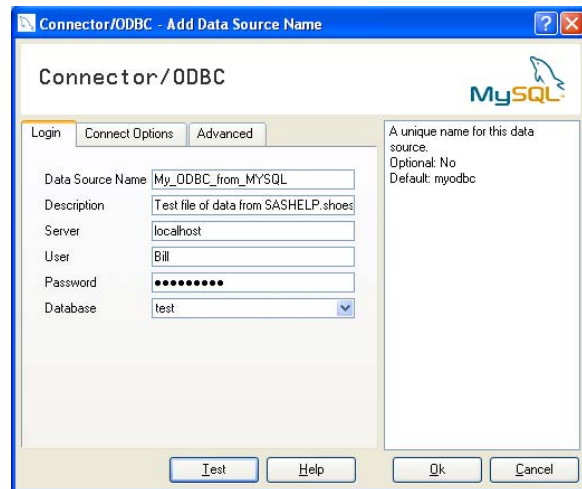 Connector/ODBC - Add Data Source Name
Connector/ODBC
MySQL
Login Connect Options Advanced
Data Source Name My_ODBC_from_MYSQL
Description Test file of data from SASHELP.shoes
Server localhost
User Bill
Password •••••••••
Database test
A unique name for this data
source.
Optional: No
Default: myodbc
Test Help Ok Cancel